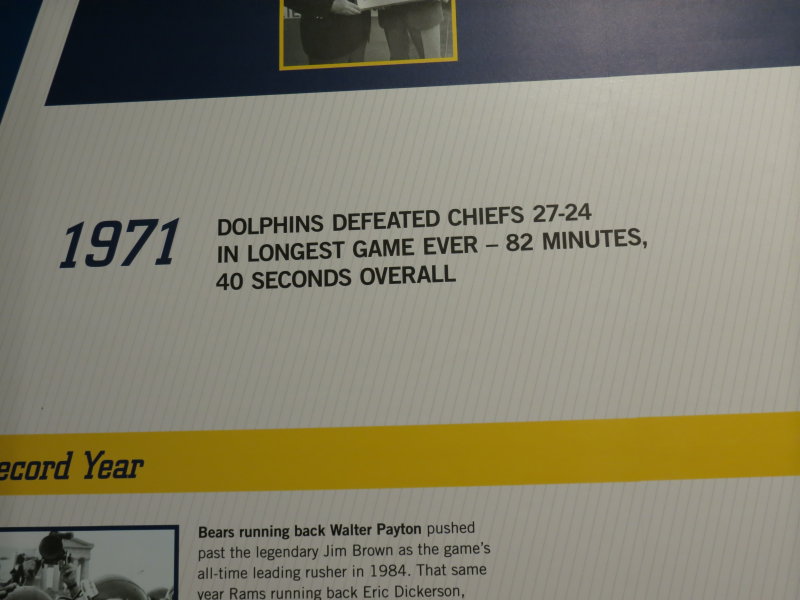 1971
DOLPHINS DEFEATED CHIEFS 27-24
IN LONGEST GAME EVER – 82 MINUTES,
40 SECONDS OVERALL
Year
Bears running back Walter Payton pushed
past the legendary Jim Brown as the game's
all-time leading rusher in 1984. That same
year Rams running back Eric Dickerson,